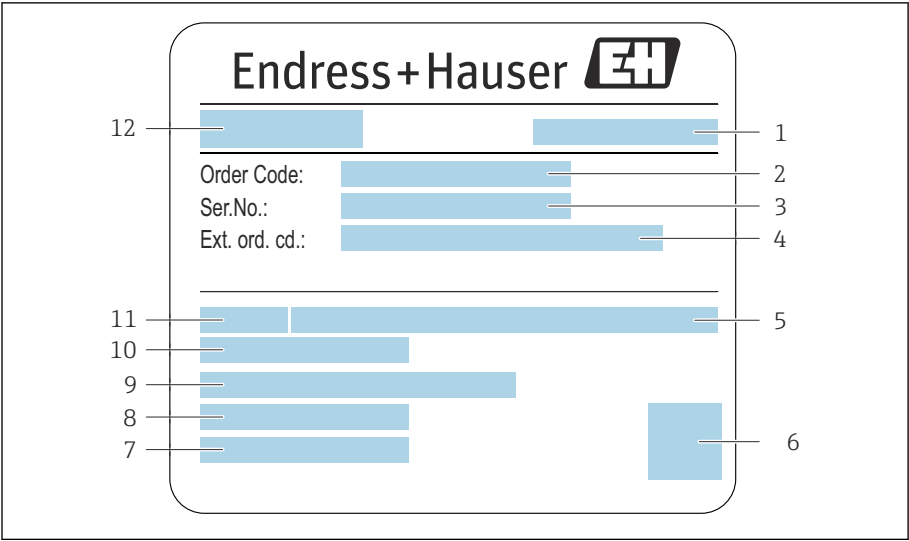 Endress+Hauser EH
12 1
Order Code: 2
Ser.No.: 3
Ext. ord. cd.: 4
11 5
10
9
8
6
7